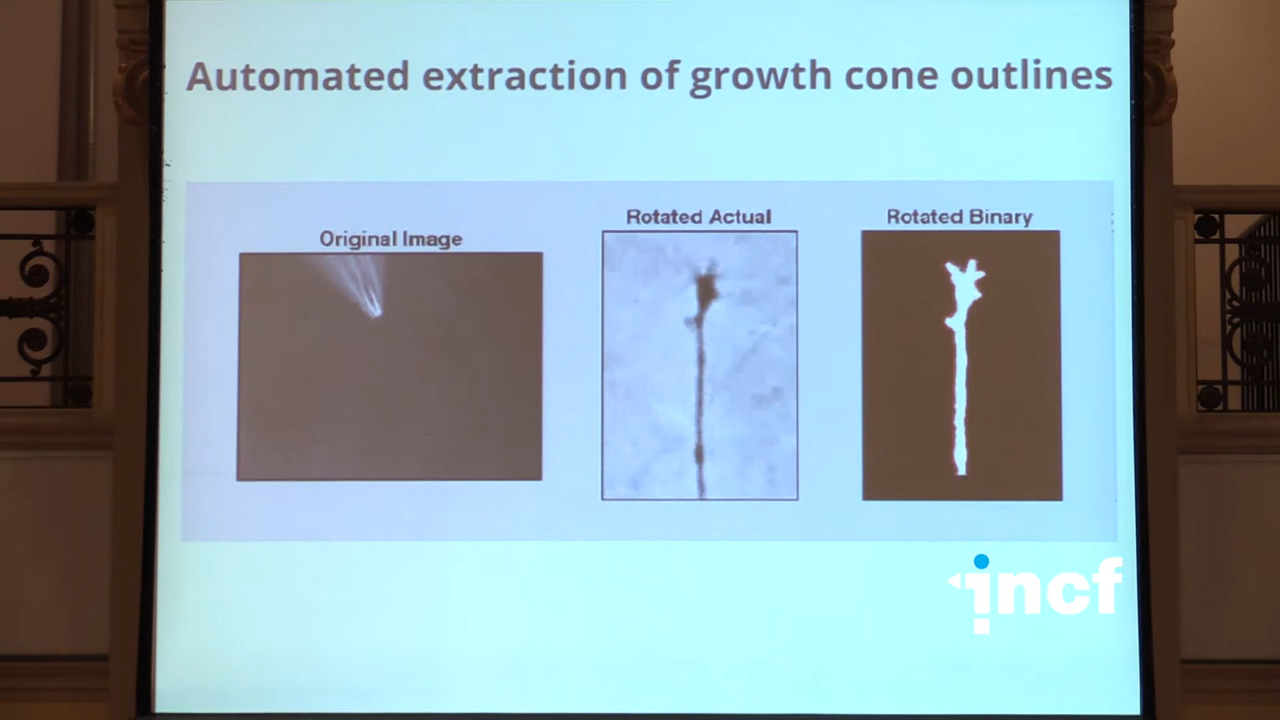 Automated extraction of growth cone outlines
Original Image
Rotated Actual
Rotated Binary
incf